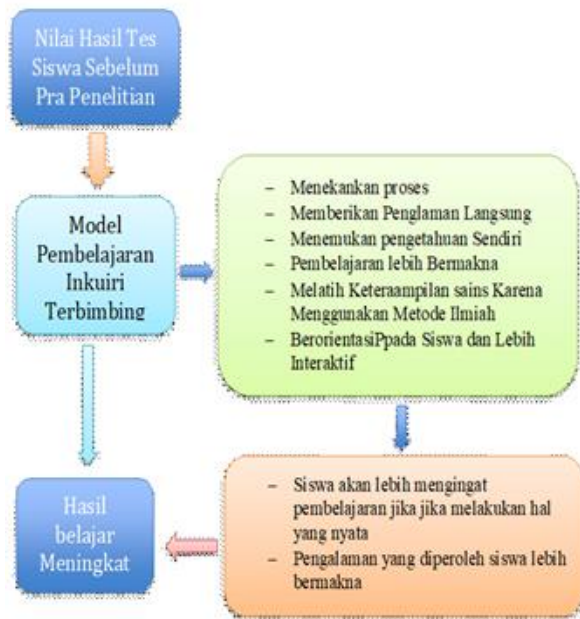 Nilai Hasil Tes
Siswa Sebelum
Pra Penelitian
Model
Pembelajaran
Inkuiri
Terbimbing
– Menekankan proses
– Memberikan Penglaman Langsung
– Menemukan pengetahuan Sendiri
– Pembelajaran lebih Bermakna
– Melatih Keteraampilan sains Karena
Menggunakan Metode Ilmiah
– BerorientasiPpada Siswa dan Lebih
Interaktif
– Siswa akan lebih mengingat
pembelajaran jika jika melakukan hal
yang nyata
– Pengalaman yang diperoleh siswa lebih
bermakna
Hasil
belajar
Meningkat